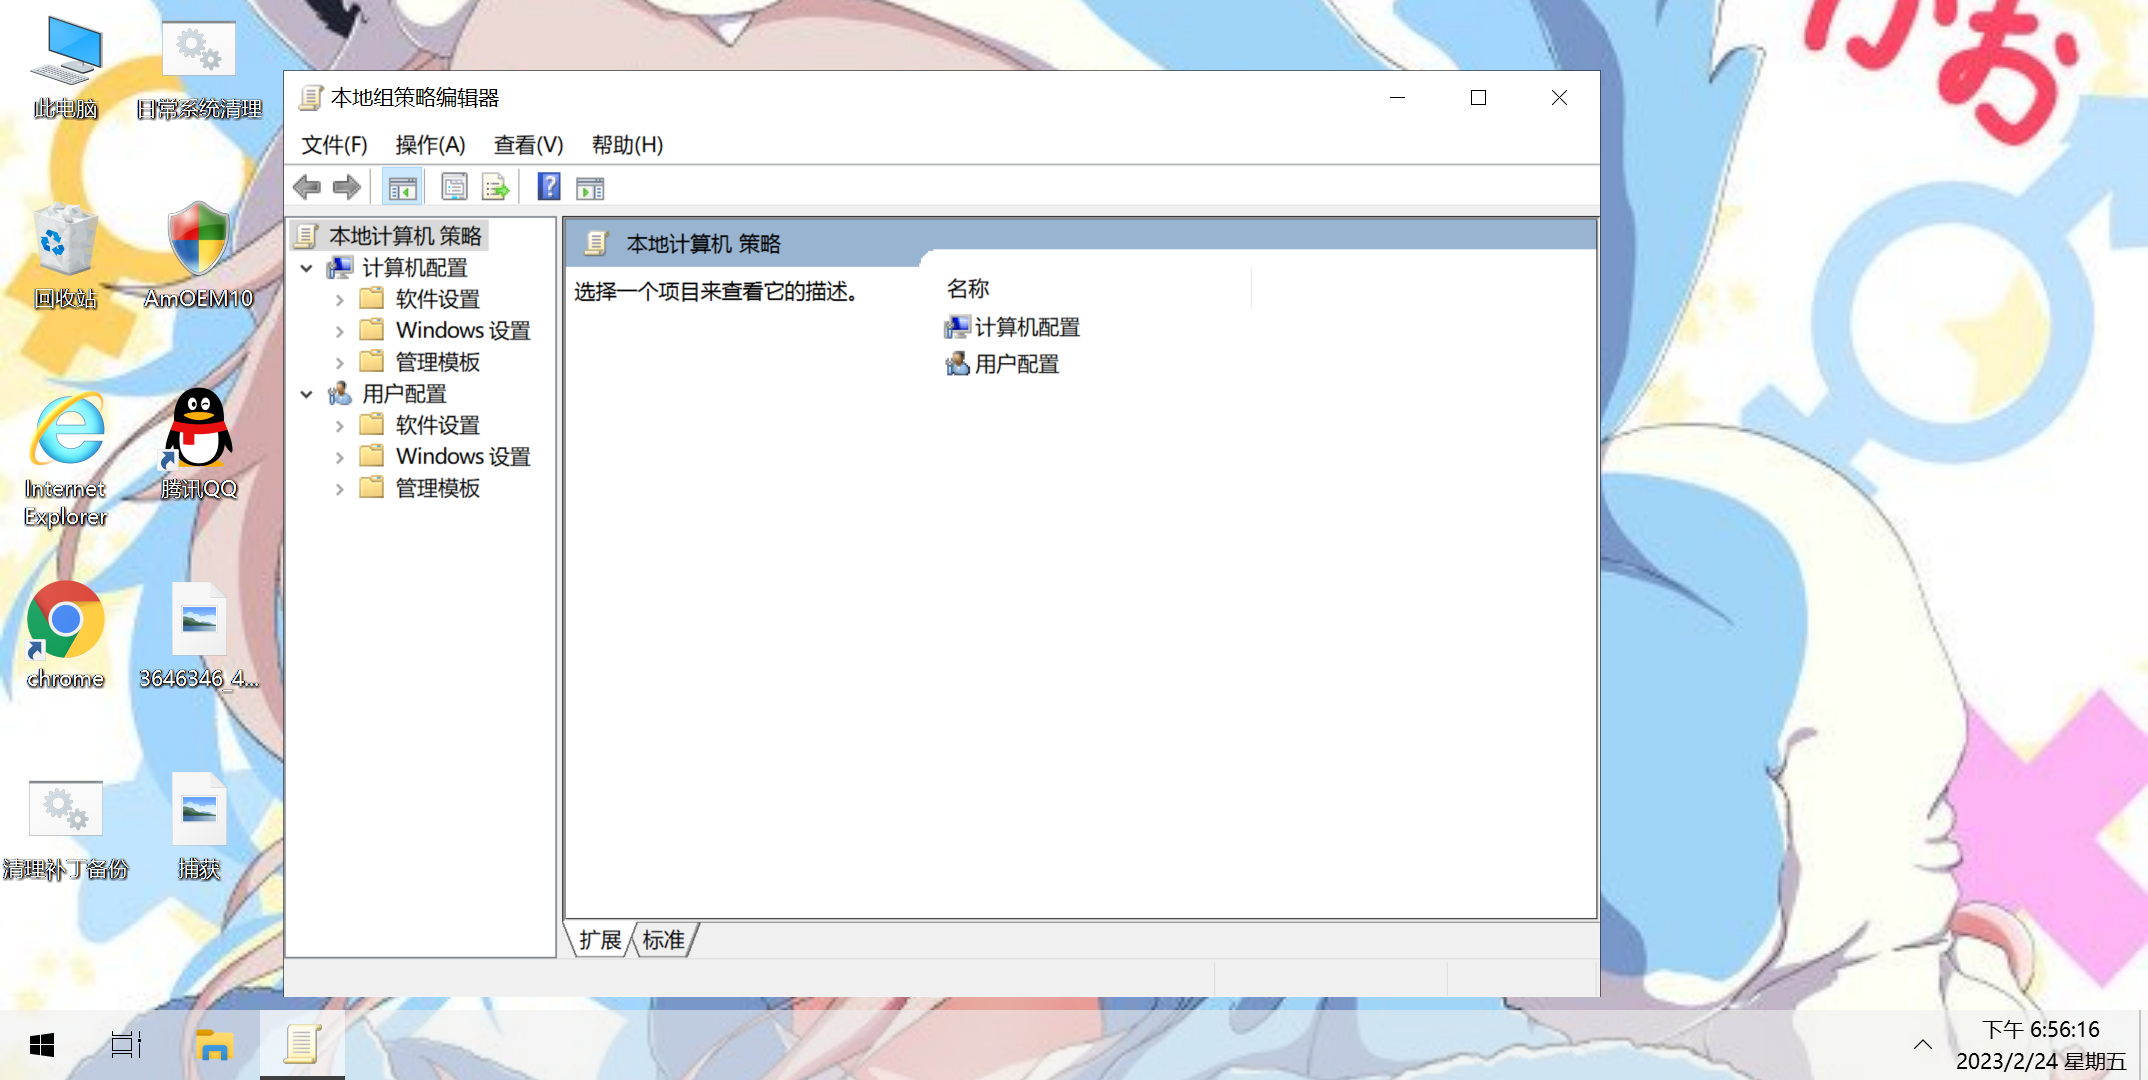 此电脑
日常系统清理
回收站
AmOEM10
Internet
Explorer
腾讯QQ
chrome
3646346_4...
清理补丁备份
捕获
本地组策略编辑器
文件(F) 操作(A) 查看(V) 帮助(H)
本地计算机 策略
计算机配置
软件设置
Windows 设置
管理模板
用户配置
软件设置
Windows 设置
管理模板
本地计算机 策略
选择一个项目来查看它的描述。
名称
计算机配置
用户配置
扩展 标准
下午 6:56:16
2023/2/24 星期五